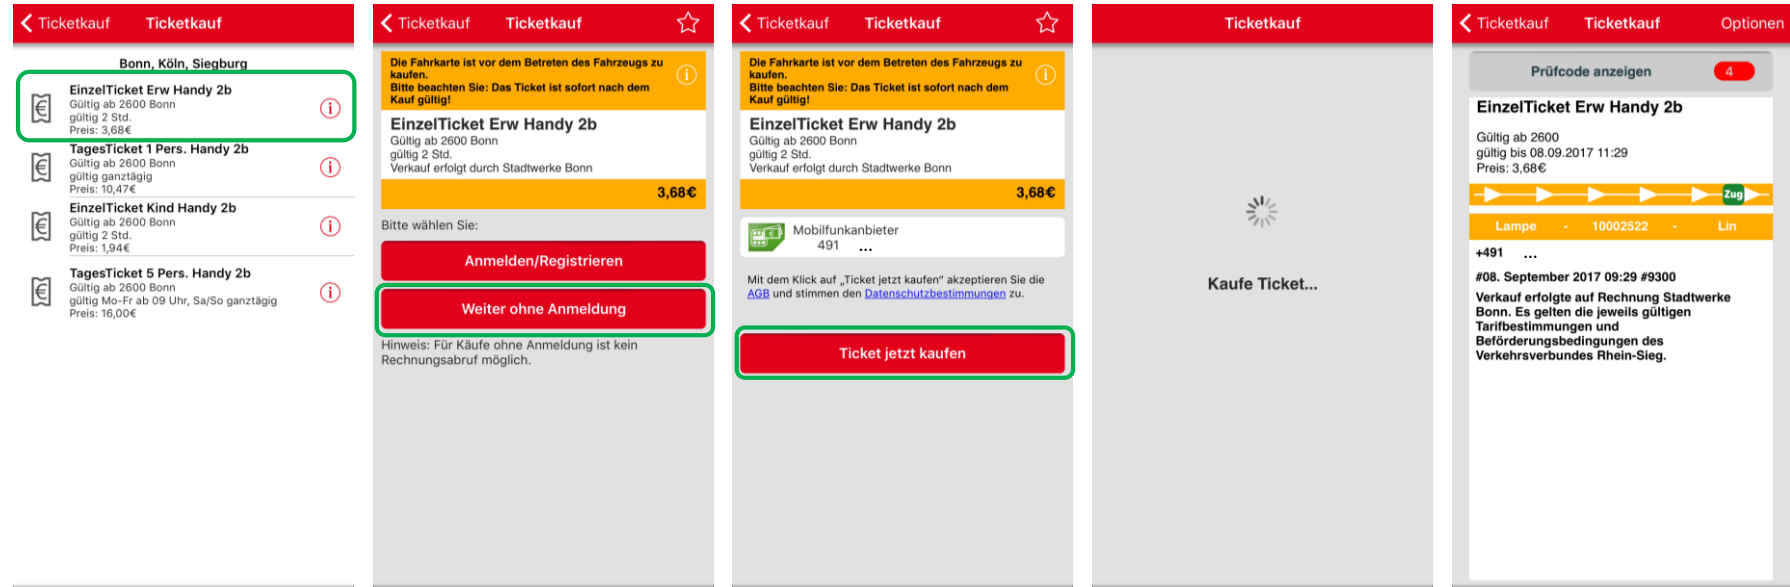 Ticketkauf Ticketkauf
Bonn, Köln, Siegburg
EinzelTicket Erw Handy 2b
Gültig ab 2600 Bonn
gültig 2 Std.
Preis: 3,68€
TagesTicket 1 Pers. Handy 2b
Gültig ab 2600 Bonn
gültig ganztägig
Preis: 10,47€
EinzelTicket Kind Handy 2b
Gültig ab 2600 Bonn
gültig 2 Std.
Preis: 1,94€
TagesTicket 5 Pers. Handy 2b
Gültig ab 2600 Bonn
gültig Mo-Fr ab 09 Uhr, Sa/So ganztägig
Preis: 16,00€
Ticketkauf Ticketkauf
Die Fahrkarte ist vor dem Betreten des Fahrzeugs zu
kaufen.
Bitte beachten Sie: Das Ticket ist sofort nach dem
Kauf gültig!
EinzelTicket Erw Handy 2b
Gültig ab 2600 Bonn
gültig 2 Std.
Verkauf erfolgt durch Stadtwerke Bonn
3,68€
Bitte wählen Sie:
Anmelden/Registrieren
Weiter ohne Anmeldung
Hinweis: Für Käufe ohne Anmeldung ist kein
Rechnungsabruf möglich.
Ticketkauf Ticketkauf
Die Fahrkarte ist vor dem Betreten des Fahrzeugs zu
kaufen.
Bitte beachten Sie: Das Ticket ist sofort nach dem
Kauf gültig!
EinzelTicket Erw Handy 2b
Gültig ab 2600 Bonn
gültig 2 Std.
Verkauf erfolgt durch Stadtwerke Bonn
3,68€
Mobilfunkanbieter
491 ...
Mit dem Klick auf „Ticket jetzt kaufen" akzeptieren Sie die
AGB und stimmen den Datenschutzbestimmungen zu.
Ticket jetzt kaufen
Ticketkauf
Kaufe Ticket...
Ticketkauf Ticketkauf Optionen
Prüfcode anzeigen 4
EinzelTicket Erw Handy 2b
Gültig ab 2600
gültig bis 08.09.2017 11:29
Preis: 3,68€
Zug
Lampe - 10002522 - Lin
+491 ...
#08. September 2017 09:29 #9300
Verkauf erfolgte auf Rechnung Stadtwerke
Bonn. Es gelten die jeweils gültigen
Tarifbestimmungen und
Beförderungsbedingungen des
Verkehrsverbundes Rhein-Sieg.